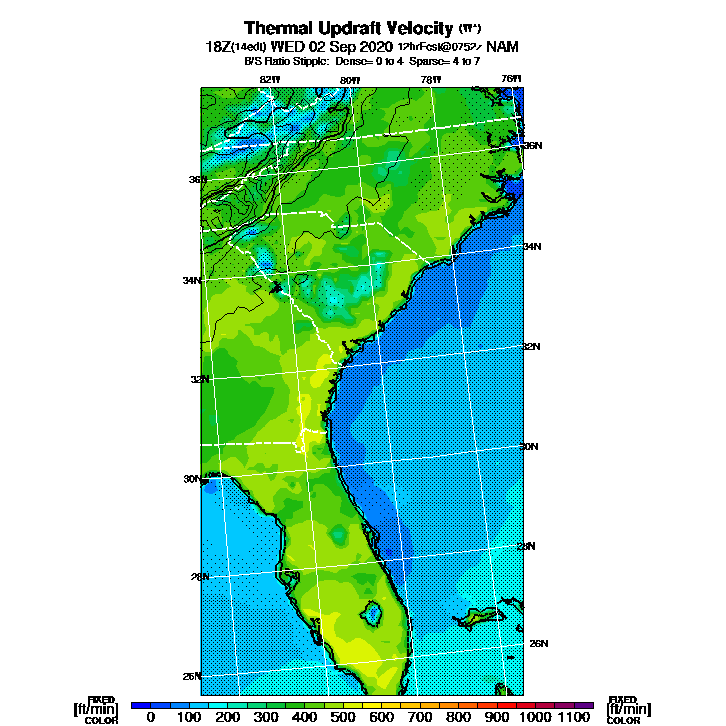 Thermal Updraft Velocity (W*)
18Z(14edt) WED 02 Sep 2020 12hrFcst@0752z NAM
B/S Ratio Stipple: Dense= 0 to 4 Sparse= 4 to 7
82W 80W 78W 76W
36N
36N
34N
34N
32N
32N
30N
30N
28N
28N
26N
26N
FIXED
[ft/min]
COLOR
0 100 200 300 400 500 600 700 800 900 1000 1100
FIXED
[ft/min]
COLOR